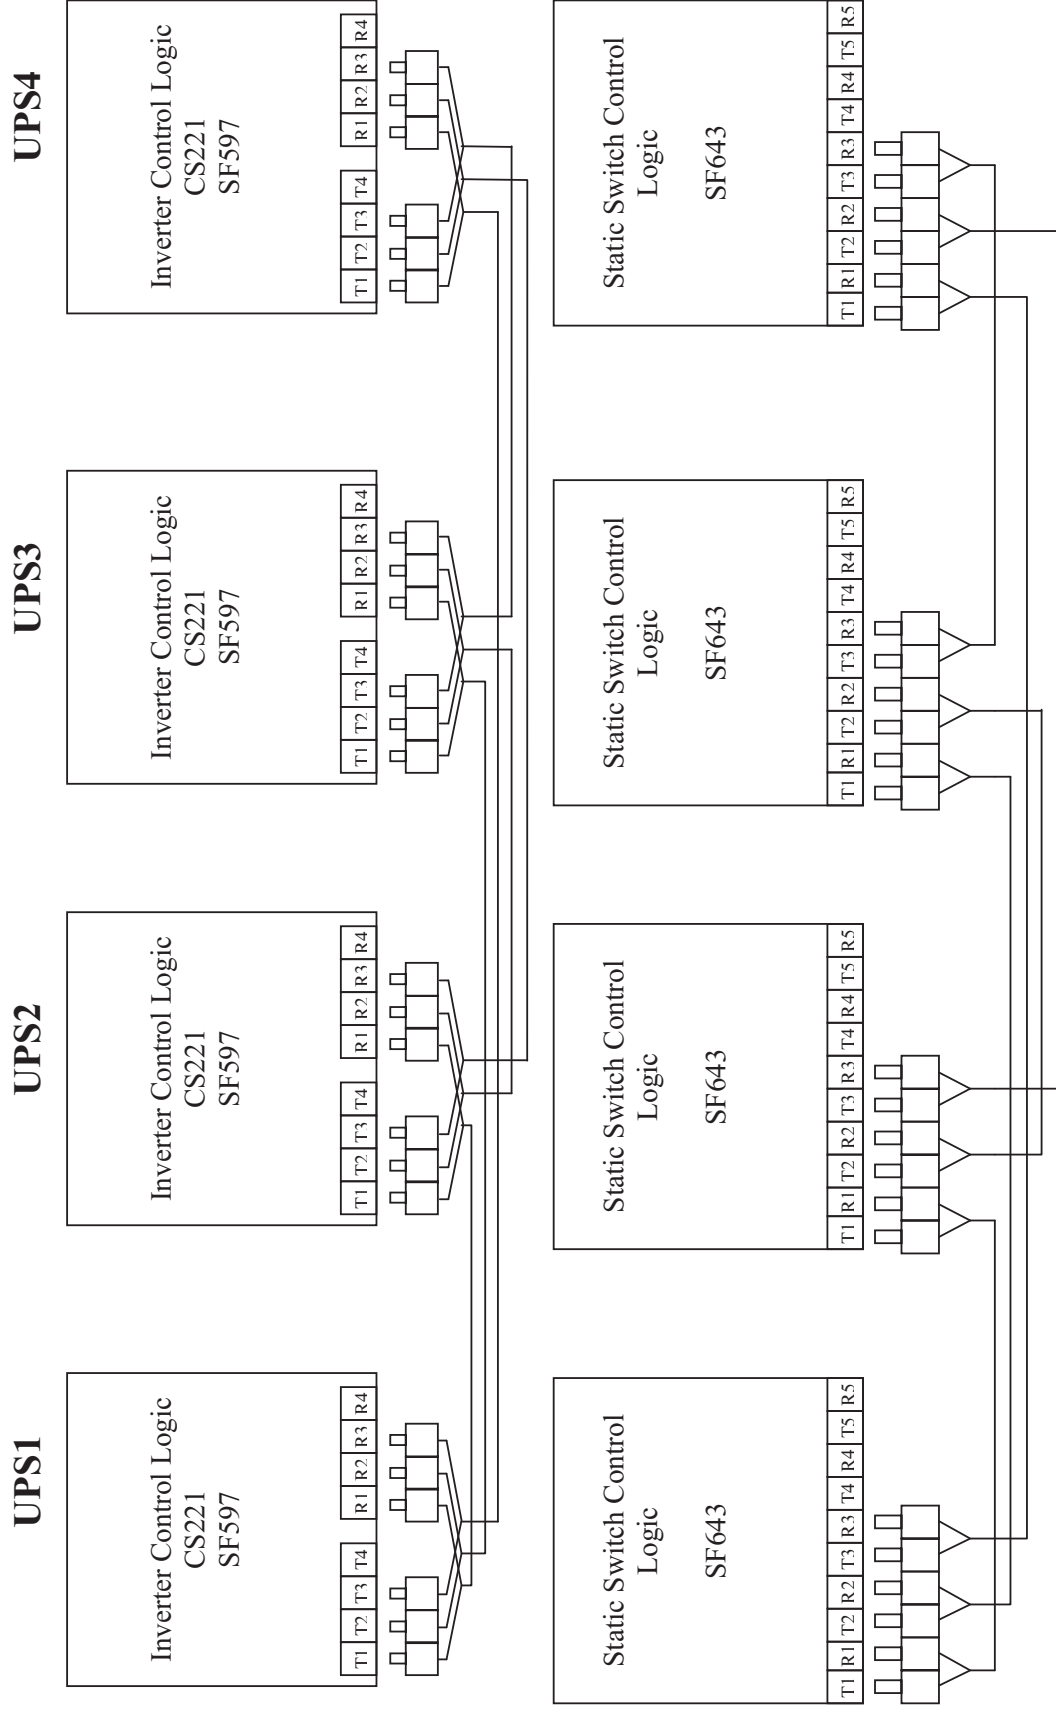 UPS1
UPS2
UPS3
UPS4
Inverter Control Logic
CS221
SF597
T1 T2 T3 T4 R1 R2 R3 R4
Inverter Control Logic
CS221
SF597
T1 T2 T3 T4 R1 R2 R3 R4
Inverter Control Logic
CS221
SF597
T1 T2 T3 T4 R1 R2 R3 R4
Inverter Control Logic
CS221
SF597
T1 T2 T3 T4 R1 R2 R3 R4
Static Switch Control
Logic
SF643
T1 R1 T2 R2 T3 R3 T4 R4 T5 R5
Static Switch Control
Logic
SF643
T1 R1 T2 R2 T3 R3 T4 R4 T5 R5
Static Switch Control
Logic
SF643
T1 R1 T2 R2 T3 R3 T4 R4 T5 R5
Static Switch Control
Logic
SF643
T1 R1 T2 R2 T3 R3 T4 R4 T5 R5